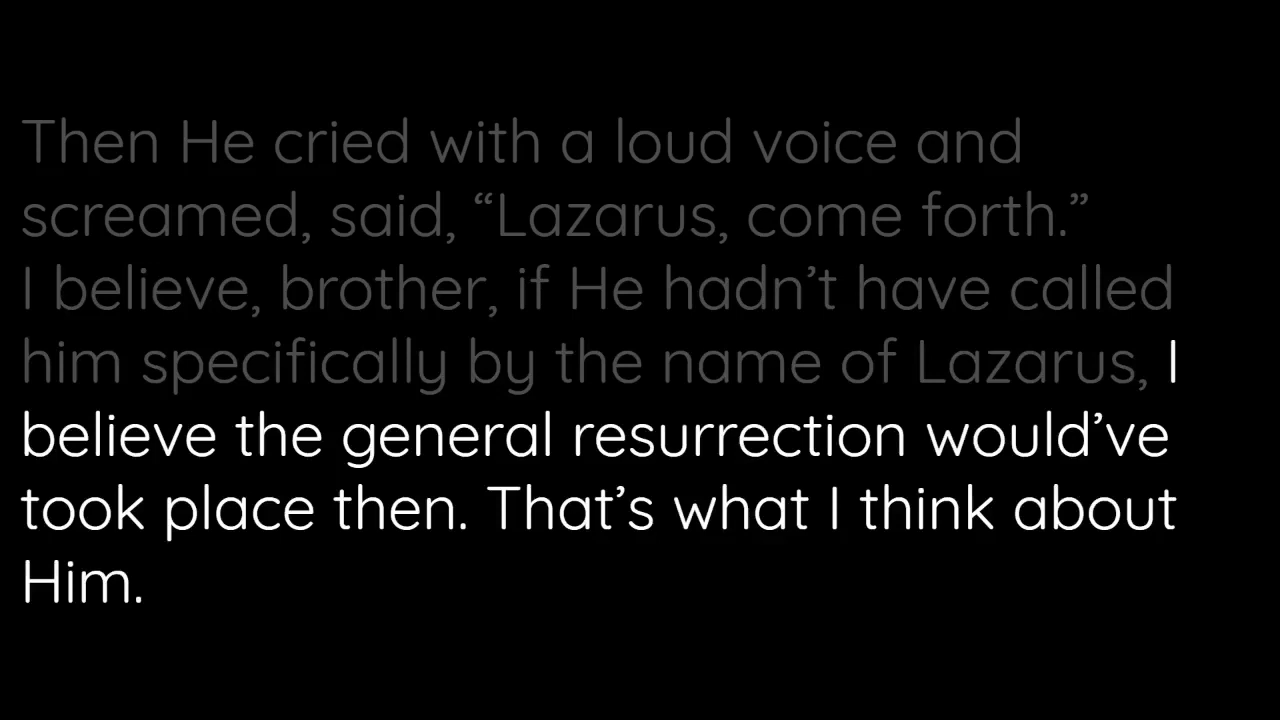 Then He cried with a loud voice and
screamed, said, “Lazarus, come forth.”
I believe, brother, if He hadn’t have called
him specifically by the name of Lazarus, I
believe the general resurrection would’ve
took place then. That’s what I think about
Him.